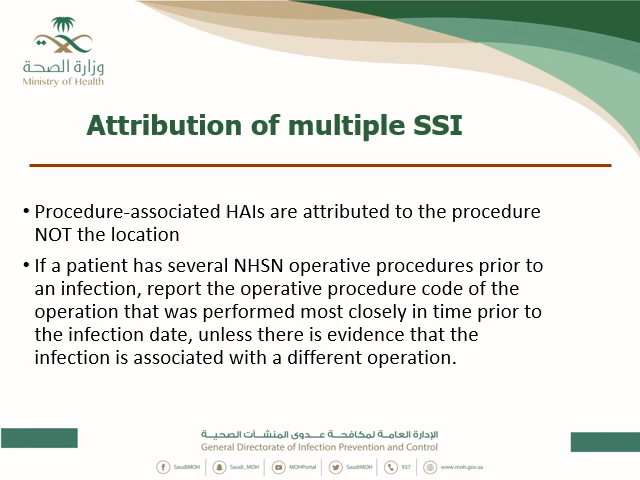 وزارة الصحة
Ministry of Health
Attribution of multiple SSI
• Procedure-associated HAIs are attributed to the procedure
NOT the location
• If a patient has several NHSN operative procedures prior to
an infection, report the operative procedure code of the
operation that was performed most closely in time prior to
the infection date, unless there is evidence that the
infection is associated with a different operation.
الإدارة العامـة لمكافحـة عـدوى المنشـآت الصحيـة
General Directorate of Infection Prevention and Control
SaudiMOH Saudi_MOH MOHPortal SaudiMOH 937 www.moh.gov.sa